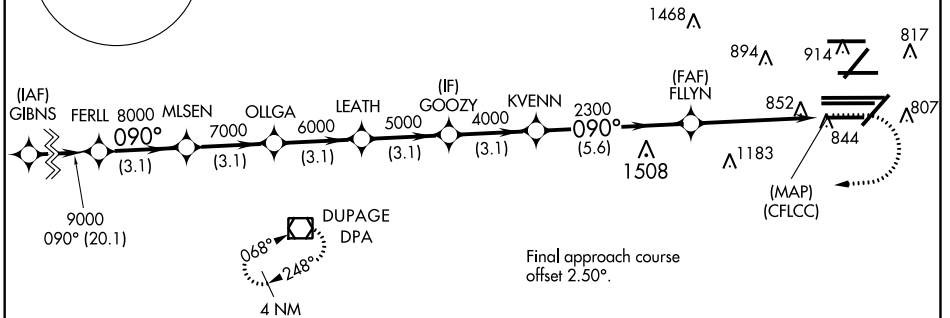 1468
817
894
914
(IAF)
GIBNS
FERLL
8000
090°
(3.1)
MLSEN
7000
(3.1)
OLLGA
6000
(3.1)
LEATH
5000
(3.1)
(IF)
GOOZY
4000
(3.1)
KVENN
2300
090°
(5.6)
(FAF)
FLLYN
852
807
844
1508
1183
(MAP)
(CFLCC)
9000
090° (20.1)
DUPAGE
DPA
068°
248°
4 NM
Final approach course
offset 2.50°.